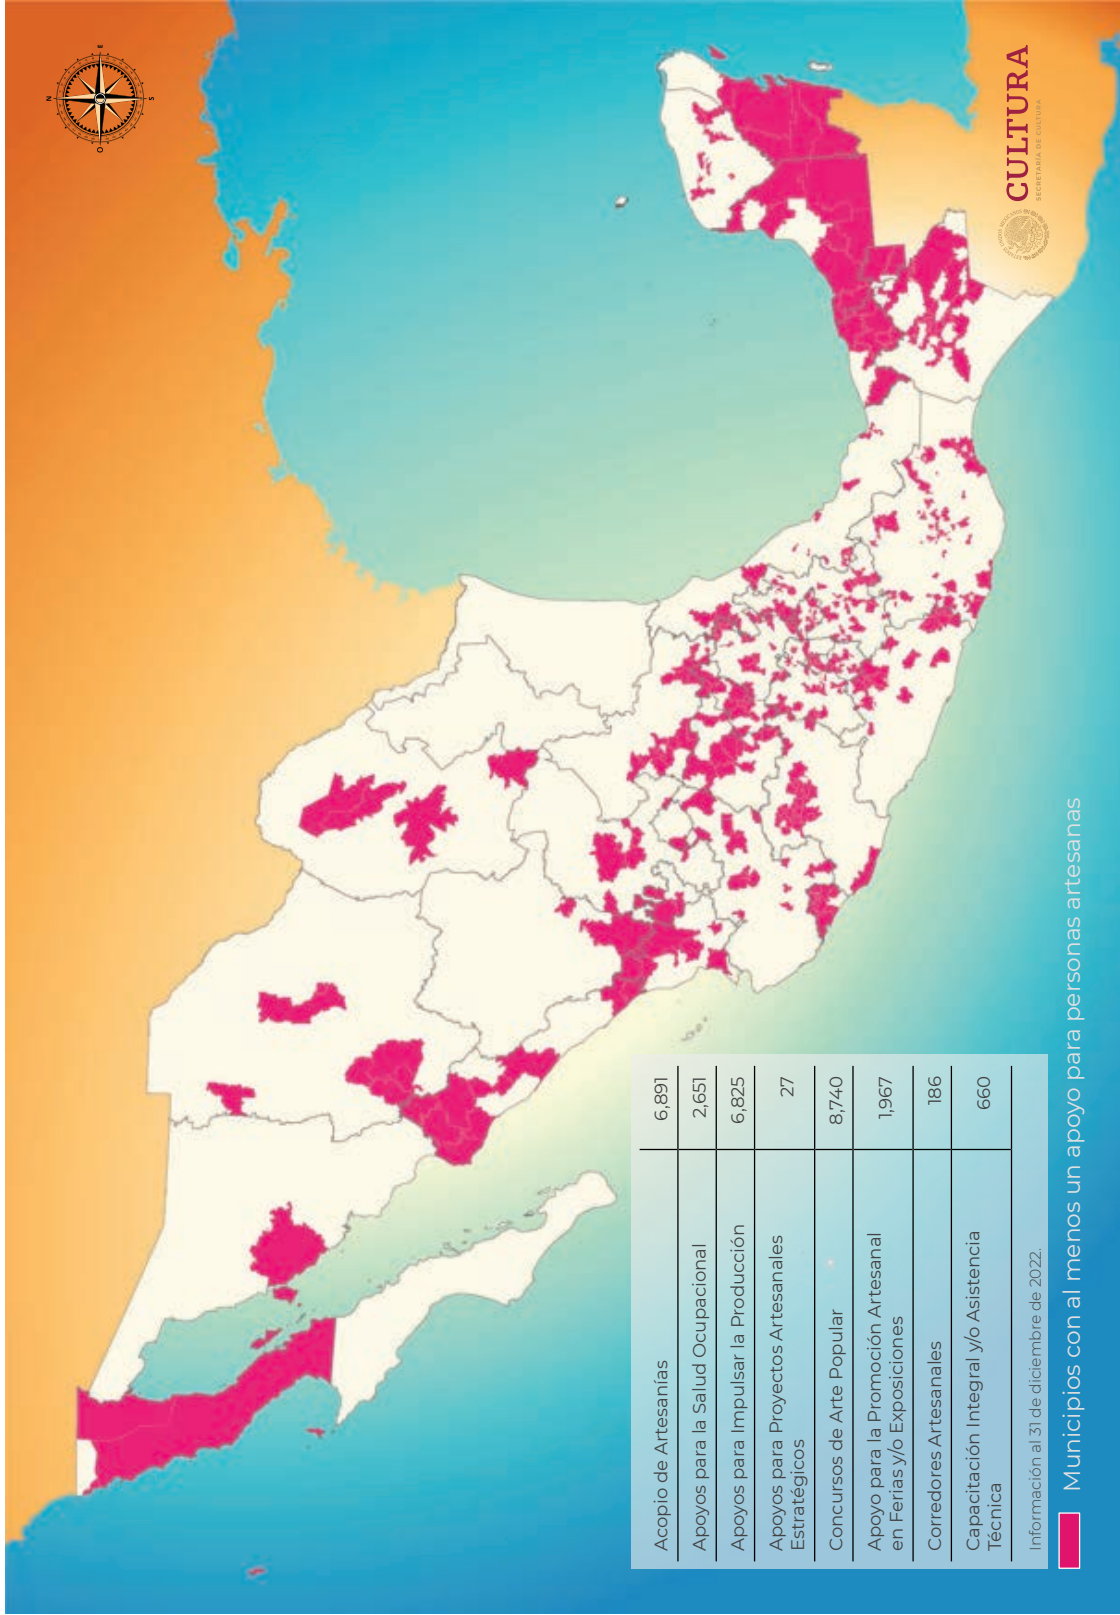 N
E
S
O
CULTURA
SECRETARÍA DE CULTURA
ESTADOS UNIDOS MEXICANOS
Acopio de Artesanías 6,891
Apoyos para la Salud Ocupacional 2,651
Apoyos para Impulsar la Producción 6,825
Apoyos para Proyectos Artesanales 27
Estratégicos
Concursos de Arte Popular 8,740
Apoyo para la Promoción Artesanal 1,967
en Ferias y/o Exposiciones
Corredores Artesanales 186
Capacitación Integral y/o Asistencia 660
Técnica
Información al 31 de diciembre de 2022.
Municipios con al menos un apoyo para personas artesanas